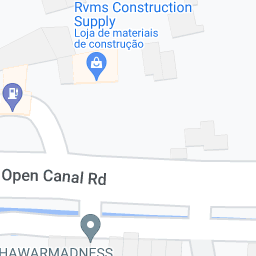 Rvms Construction
Supply
Loja de materiais
de construção
Open Canal Rd
HAWARMADNESS